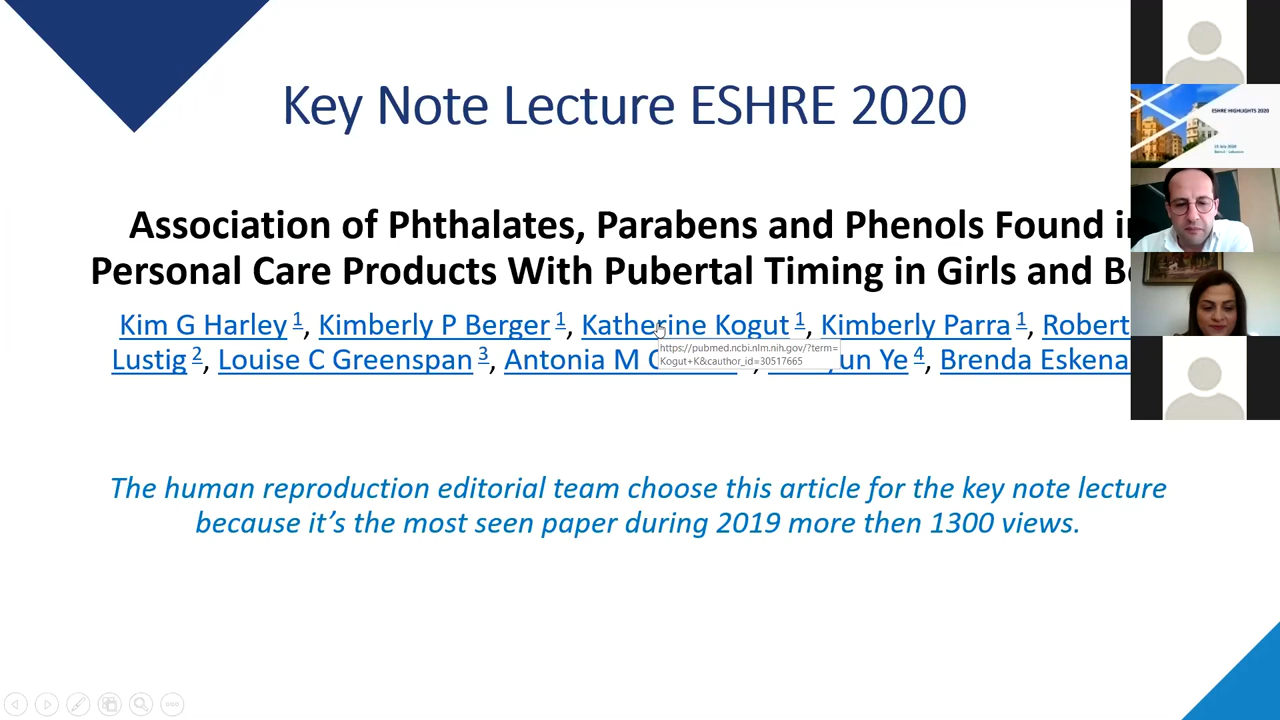 Key Note Lecture ESHRE 2020
Association of Phthalates, Parabens and Phenols Found in
Personal Care Products With Pubertal Timing in Girls and
Kim G Harley 1, Kimberly P Berger 1, Katherine Kogut 1, Kimberly Parra 1, Robert
Lustig 2, Louise C Greenspan 3, Antonia M Ye 4, Brenda
https://pubmed.ncbi.nlm.nih.gov/?term=
Kogut+K&cauthor_id=30517665
The human reproduction editorial team choose this article for the key note lecture
because it’s the most seen paper during 2019 more then 1300 views.
ESHRE HIGHLIGHTS 2020